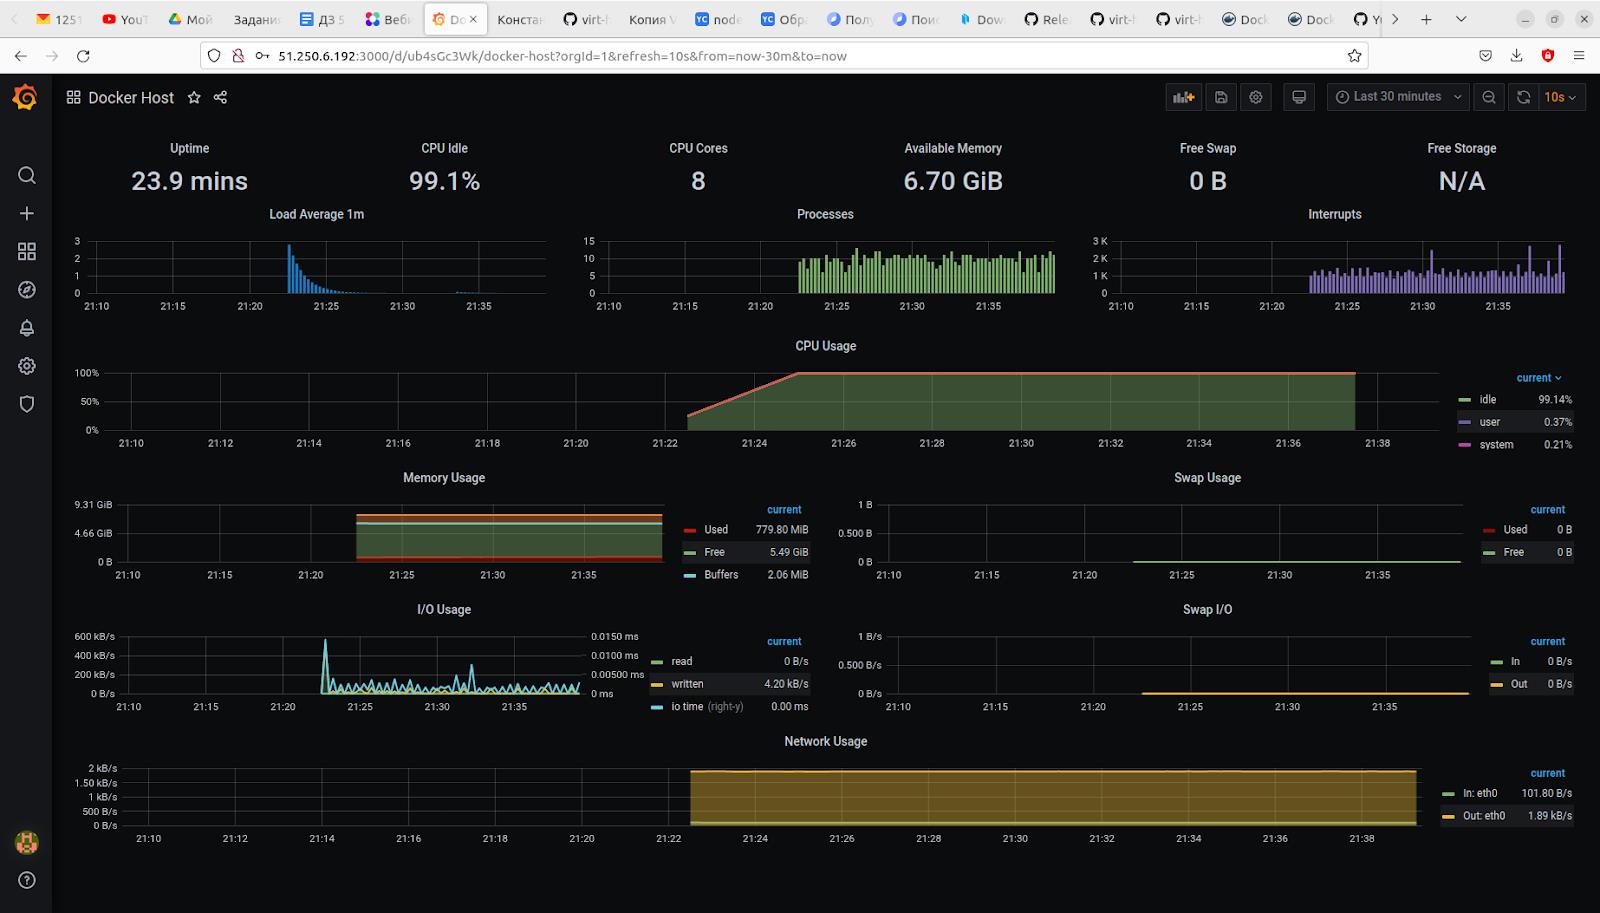 1251 YouT Мой Задани ДЗ 5 Веби Do Констан virt-h Копия V node Обра Полу Поис Dow Rele virt-h virt-h Dock Dock Yu
51.250.6.192:3000/d/ub4sGc3Wk/docker-host?orgId=1&refresh=10s&from=now-30m&to=now
Docker Host Last 30 minutes 10s
Uptime CPU Idle CPU Cores Available Memory Free Swap Free Storage
23.9 mins 99.1% 8 6.70 GiB 0 B N/A
Load Average 1m
3
2
1
0
21:10 21:15 21:20 21:25 21:30 21:35
Processes
15
10
5
0
21:10 21:15 21:20 21:25 21:30 21:35
Interrupts
3 K
2 K
1 K
0
21:10 21:15 21:20 21:25 21:30 21:35
CPU Usage
100%
50%
0%
21:10 21:12 21:14 21:16 21:18 21:20 21:22 21:24 21:26 21:28 21:30 21:32 21:34 21:36 21:38
current
idle 99.14%
user 0.37%
system 0.21%
Memory Usage
9.31 GiB
4.66 GiB
0 B
21:10 21:15 21:20 21:25 21:30 21:35
current
Used 779.80 MiB
Free 5.49 GiB
Buffers 2.06 MiB
Swap Usage
1 B
0.500 B
0 B
21:10 21:15 21:20 21:25 21:30 21:35
current
Used 0 B
Free 0 B
I/O Usage
600 kB/s 0.0150 ms
400 kB/s 0.0100 ms
200 kB/s 0.00500 ms
0 B/s 0 ms
21:10 21:15 21:20 21:25 21:30 21:35
current
read 0 B/s
written 4.20 kB/s
io time (right-y) 0.00 ms
Swap I/O
1 B/s
0.500 B/s
0 B/s
21:10 21:15 21:20 21:25 21:30 21:35
current
In 0 B/s
Out 0 B/s
Network Usage
2 kB/s
1.50 kB/s
1 kB/s
500 B/s
0 B/s
21:10 21:12 21:14 21:16 21:18 21:20 21:22 21:24 21:26 21:28 21:30 21:32 21:34 21:36 21:38
current
In: eth0 101.80 B/s
Out: eth0 1.89 kB/s